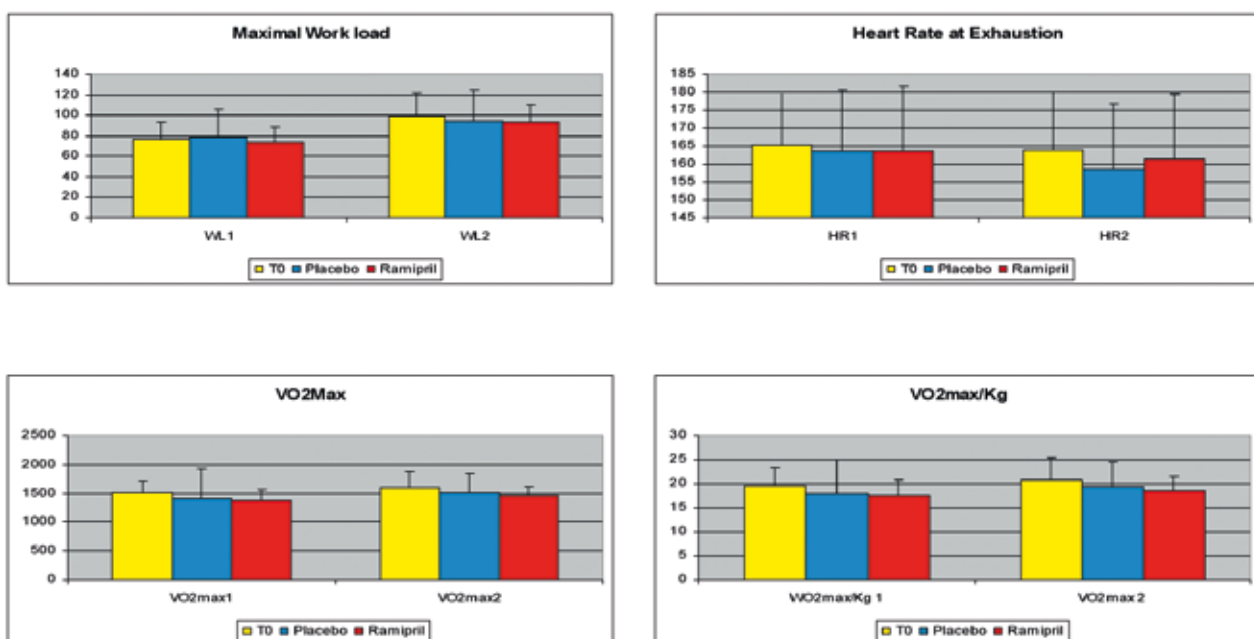 Maximal Work load
140
120
100
80
60
40
20
0
WL1 WL2
T0 Placebo Ramipril
Heart Rate at Exhaustion
185
180
175
170
165
160
155
150
145
HR1 HR2
T0 Placebo Ramipril
VO2Max
2500
2000
1500
1000
500
0
VO2max1 VO2max2
T0 Placebo Ramipril
VO2max/Kg
30
25
20
15
10
5
0
WO2max/Kg 1 VO2max 2
T0 Placebo Ramipril